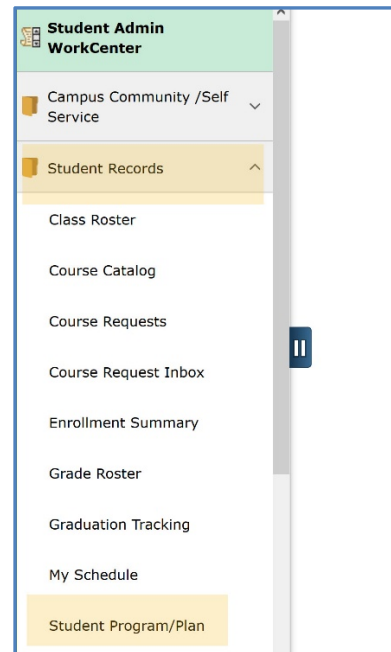 Student Admin
WorkCenter
Campus Community /Self
Service
Student Records
Class Roster
Course Catalog
Course Requests
Course Request Inbox
Enrollment Summary
Grade Roster
Graduation Tracking
My Schedule
Student Program/Plan